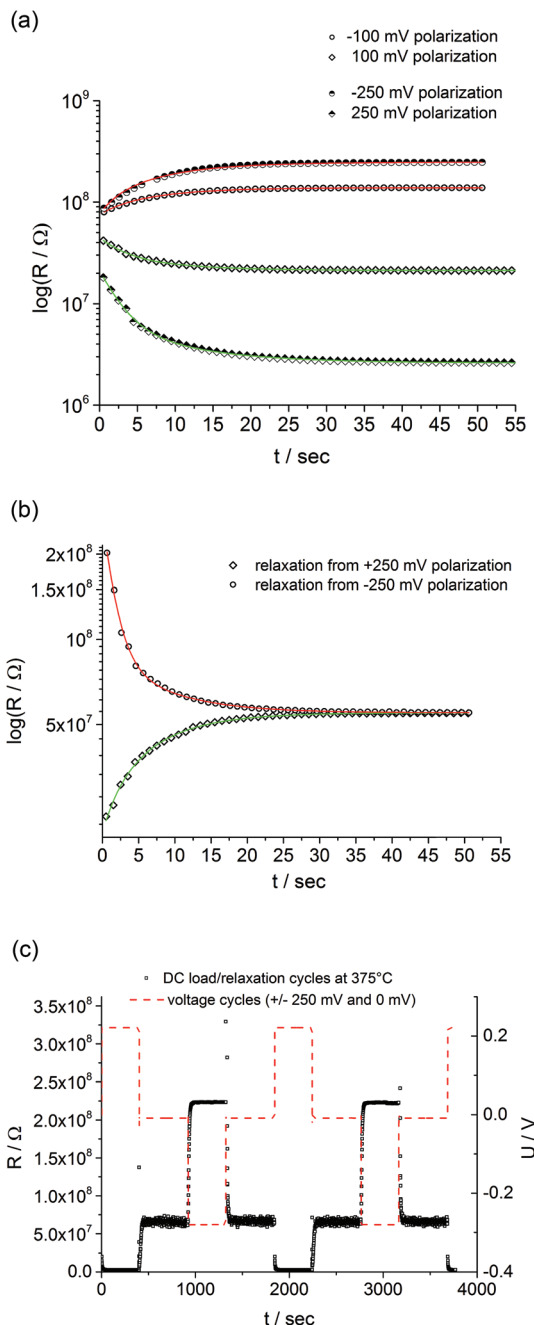 (a)
-100 mV polarization
100 mV polarization
-250 mV polarization
250 mV polarization
10⁹
10⁸
10⁷
10⁶
log(R / Ω)
0 5 10 15 20 25 30 35 40 45 50 55
t / sec
(b)
2x10⁸
1.5x10⁸
10⁸
5x10⁷
log(R / Ω)
relaxation from +250 mV polarization
relaxation from -250 mV polarization
0 5 10 15 20 25 30 35 40 45 50 55
t / sec
(c)
DC load/relaxation cycles at 375°C
voltage cycles (+/- 250 mV and 0 mV)
3.5x10⁸
3.0x10⁸
2.5x10⁸
2.0x10⁸
1.5x10⁸
1.0x10⁸
5.0x10⁷
0.0
R / Ω
0.2
0.0
-0.2
-0.4
U / V
0 1000 2000 3000 4000
t / sec